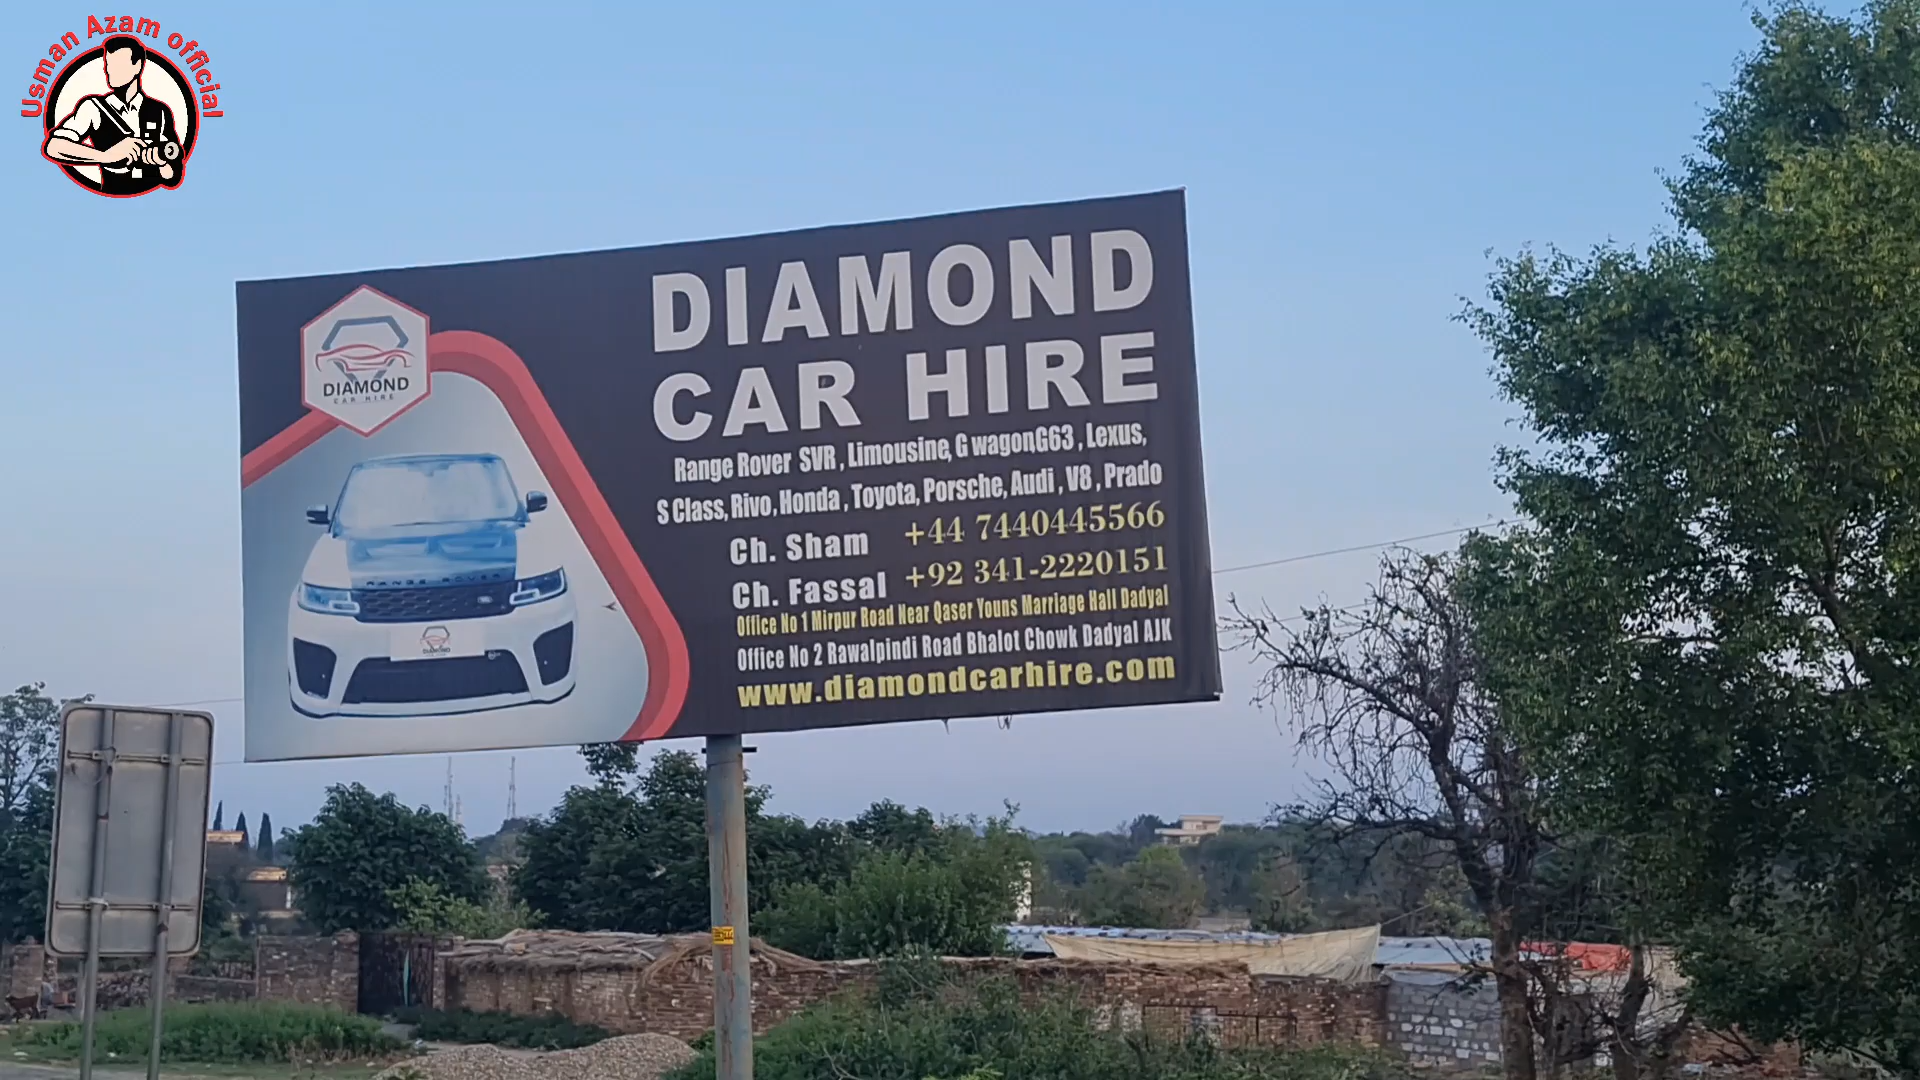 Usman Azam official
DIAMOND
CAR HIRE
DIAMOND
CAR HIRE
Range Rover SVR , Limousine, G wagon,G63 , Lexus,
S Class, Rivo, Honda , Toyota, Porsche, Audi , V8 , Prado
Ch. Sham +44 7440445566
Ch. Fassal +92 341-2220151
Office No 1 Mirpur Road Near Qaser Youns Marriage Hall Dadyal
Office No 2 Rawalpindi Road Bhalot Chowk Dadyal AJK
www.diamondcarhire.com
RANGE ROVER
DIAMOND